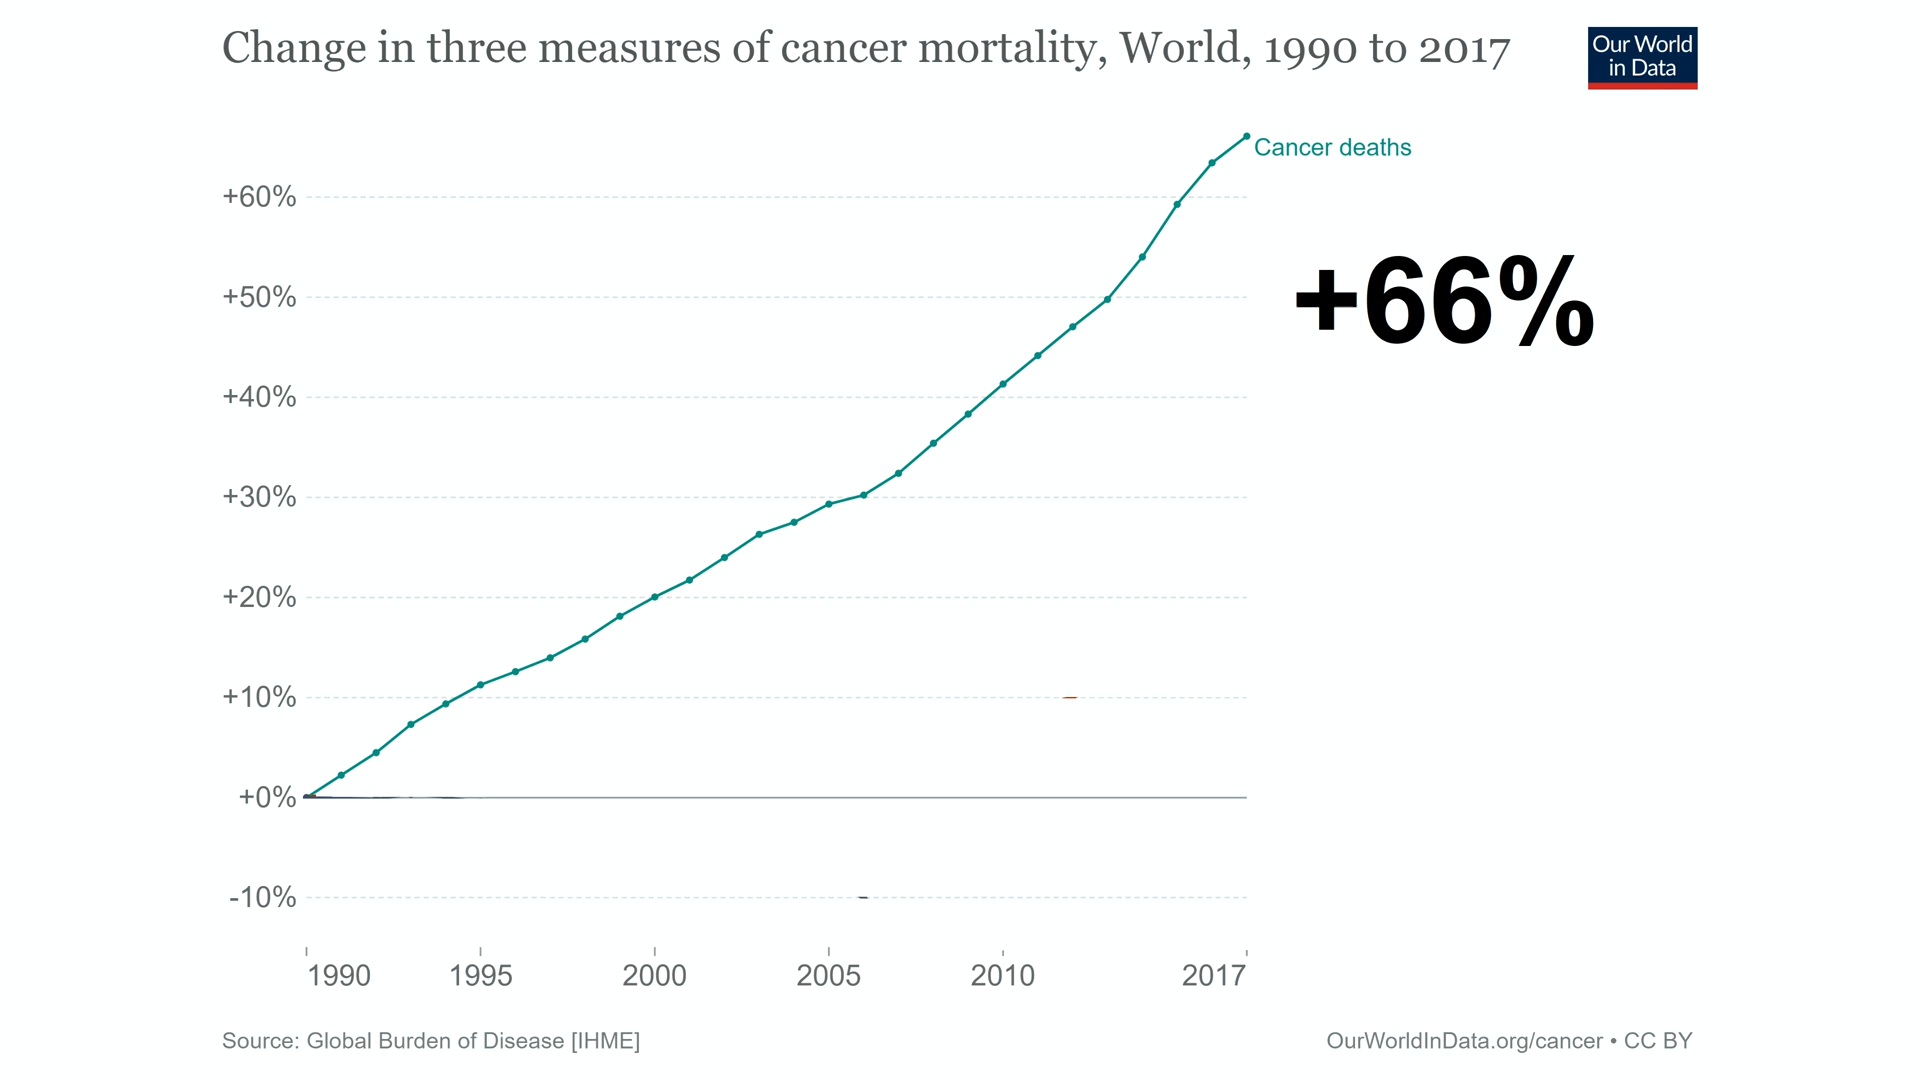 Change in three measures of cancer mortality, World, 1990 to 2017
Our World
in Data
Cancer deaths
+66%
+60%
+50%
+40%
+30%
+20%
+10%
+0%
-10%
1990 1995 2000 2005 2010 2017
Source: Global Burden of Disease [IHME]
OurWorldInData.org/cancer • CC BY